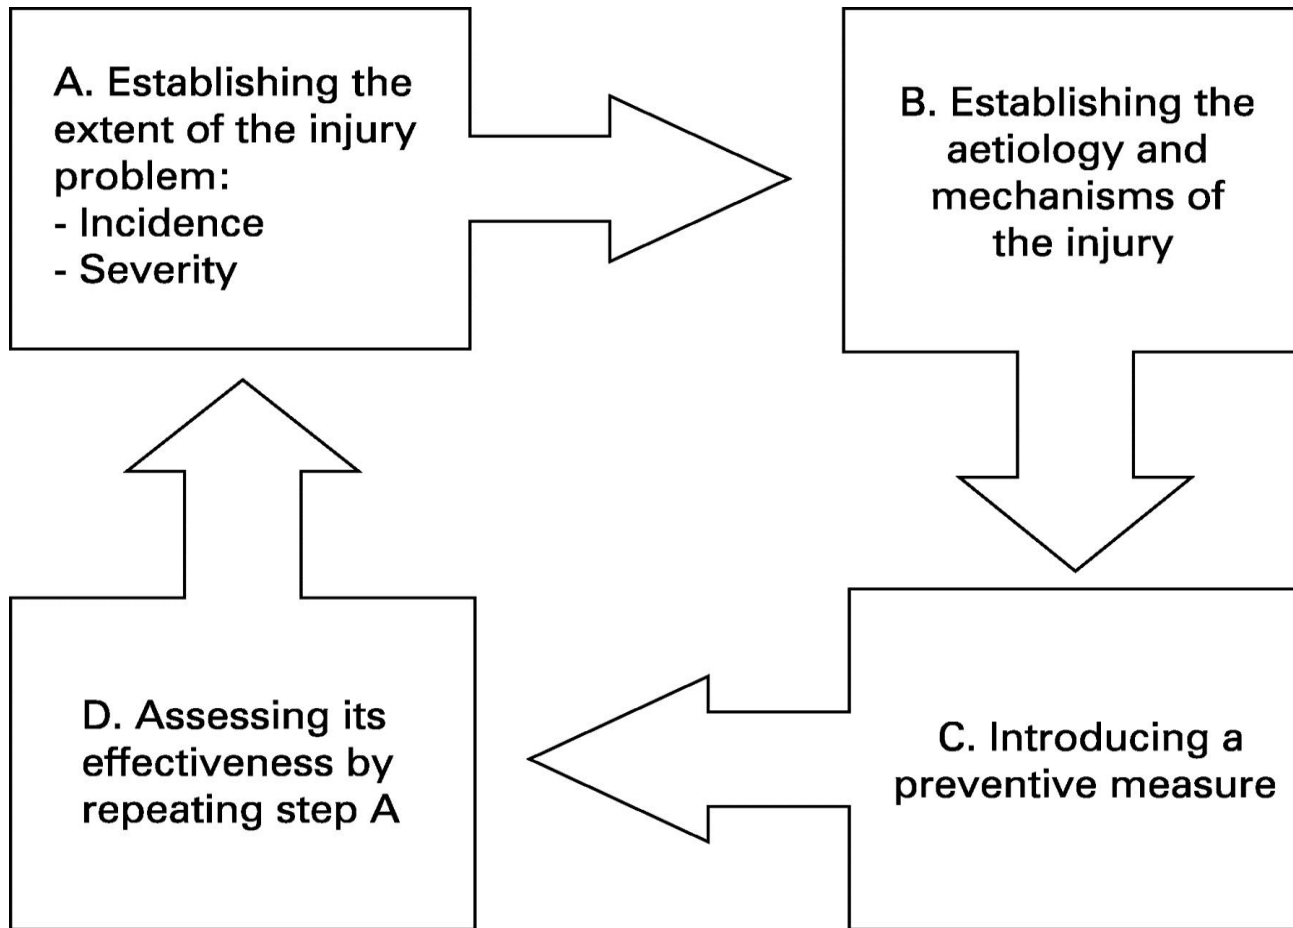 A. Establishing the
extent of the injury
problem:
- Incidence
- Severity
B. Establishing the
aetiology and
mechanisms of
the injury
C. Introducing a
preventive measure
D. Assessing its
effectiveness by
repeating step A